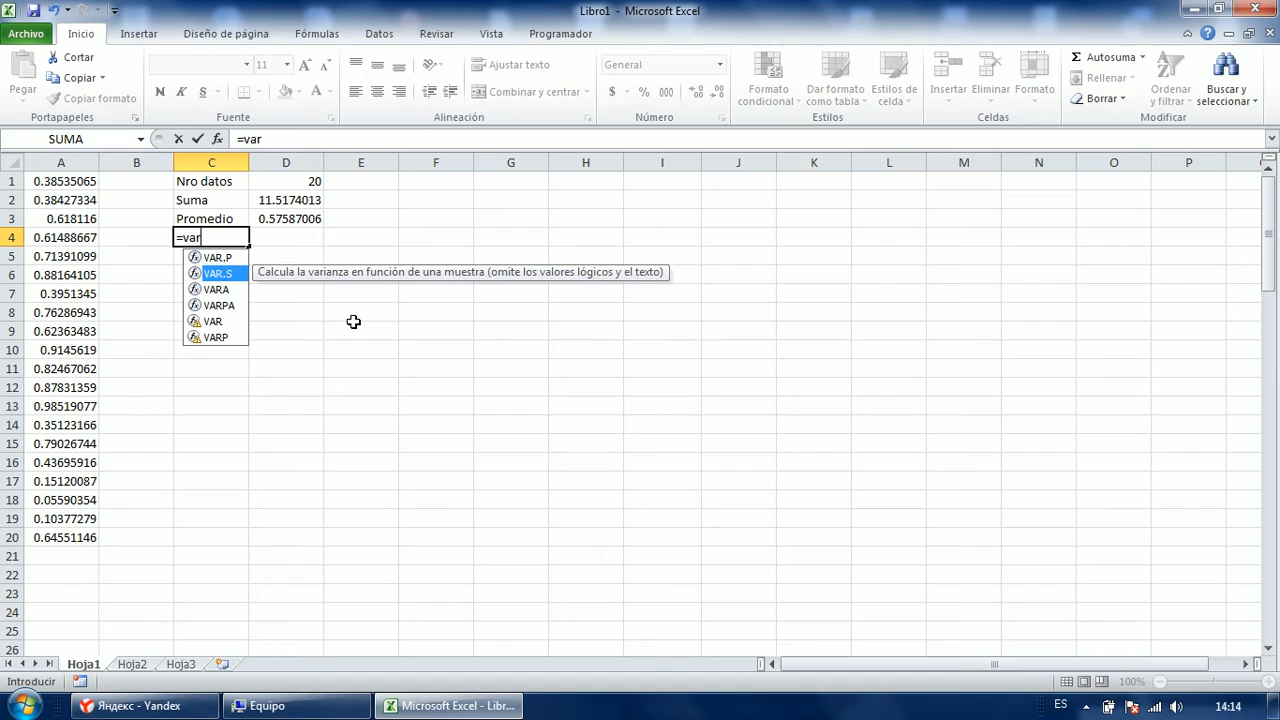 Libro1 - Microsoft Excel
Archivo Inicio Insertar Diseño de página Fórmulas Datos Revisar Vista Programador
Pegar
Cortar
Copiar
Copiar formato
Portapapeles
11
N K S
Fuente
Ajustar texto
Combinar y centrar
Alineación
General
$ % 000
Número
Formato condicional
Dar formato como tabla
Estilos de celda
Estilos
Insertar Eliminar Formato
Celdas
Autosuma
Rellenar
Borrar
Ordenar y filtrar
Buscar y seleccionar
Modificar
SUMA =var
A B C D E F G H I J K L M N O P
1 0.38535065 Nro datos 20
2 0.38427334 Suma 11.5174013
3 0.618116 Promedio 0.57587006
4 0.61488667 =var
5 0.71391099 VAR.P
6 0.88164105 VAR.S Calcula la varianza en función de una muestra (omite los valores lógicos y el texto)
7 0.3951345 VARA
8 0.76286943 VARPA
9 0.62363483 VAR
10 0.9145619 VARP
11 0.82467062
12 0.87831359
13 0.98519077
14 0.35123166
15 0.79026744
16 0.43695916
17 0.15120087
18 0.05590354
19 0.10377279
20 0.64551146
21
22
23
24
25
26
Hoja1 Hoja2 Hoja3
Introducir 100%
Яндекс - Yandex Equipo Microsoft Excel - Libr... ES 14:14